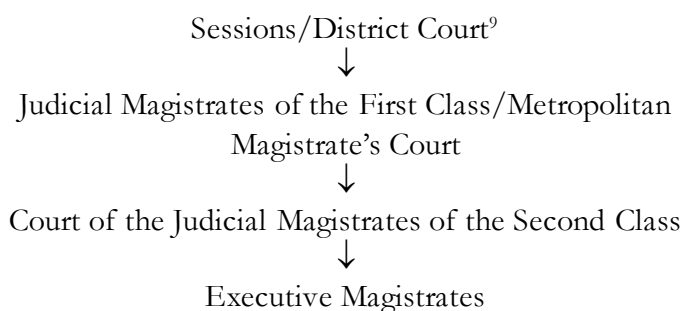 Sessions/District Court⁹
↓
Judicial Magistrates of the First Class/Metropolitan
Magistrate’s Court
↓
Court of the Judicial Magistrates of the Second Class
↓
Executive Magistrates